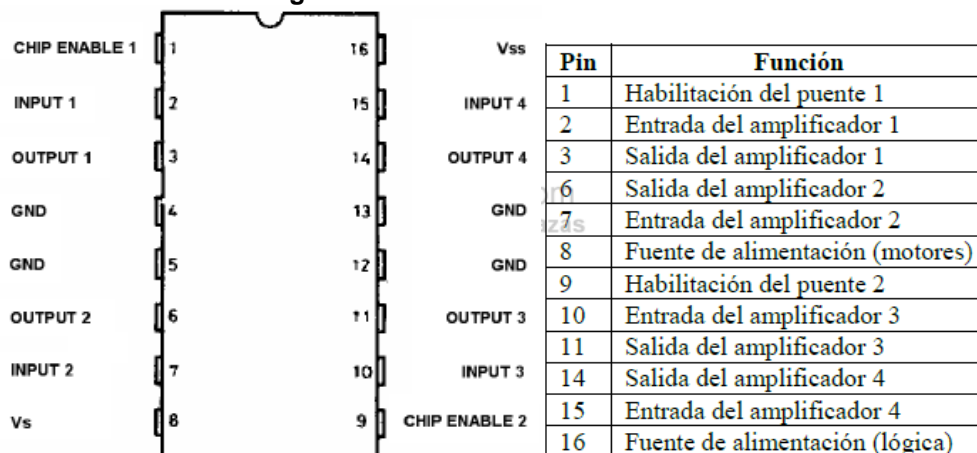 CHIP ENABLE 1 1 16 Vss
INPUT 1 2 15 INPUT 4
OUTPUT 1 3 14 OUTPUT 4
GND 4 13 GND
GND 5 12 GND
OUTPUT 2 6 11 OUTPUT 3
INPUT 2 7 10 INPUT 3
Vs 8 9 CHIP ENABLE 2
Pin Función
1 Habilitación del puente 1
2 Entrada del amplificador 1
3 Salida del amplificador 1
6 Salida del amplificador 2
7 Entrada del amplificador 2
8 Fuente de alimentación (motores)
9 Habilitación del puente 2
10 Entrada del amplificador 3
11 Salida del amplificador 3
14 Salida del amplificador 4
15 Entrada del amplificador 4
16 Fuente de alimentación (lógica)